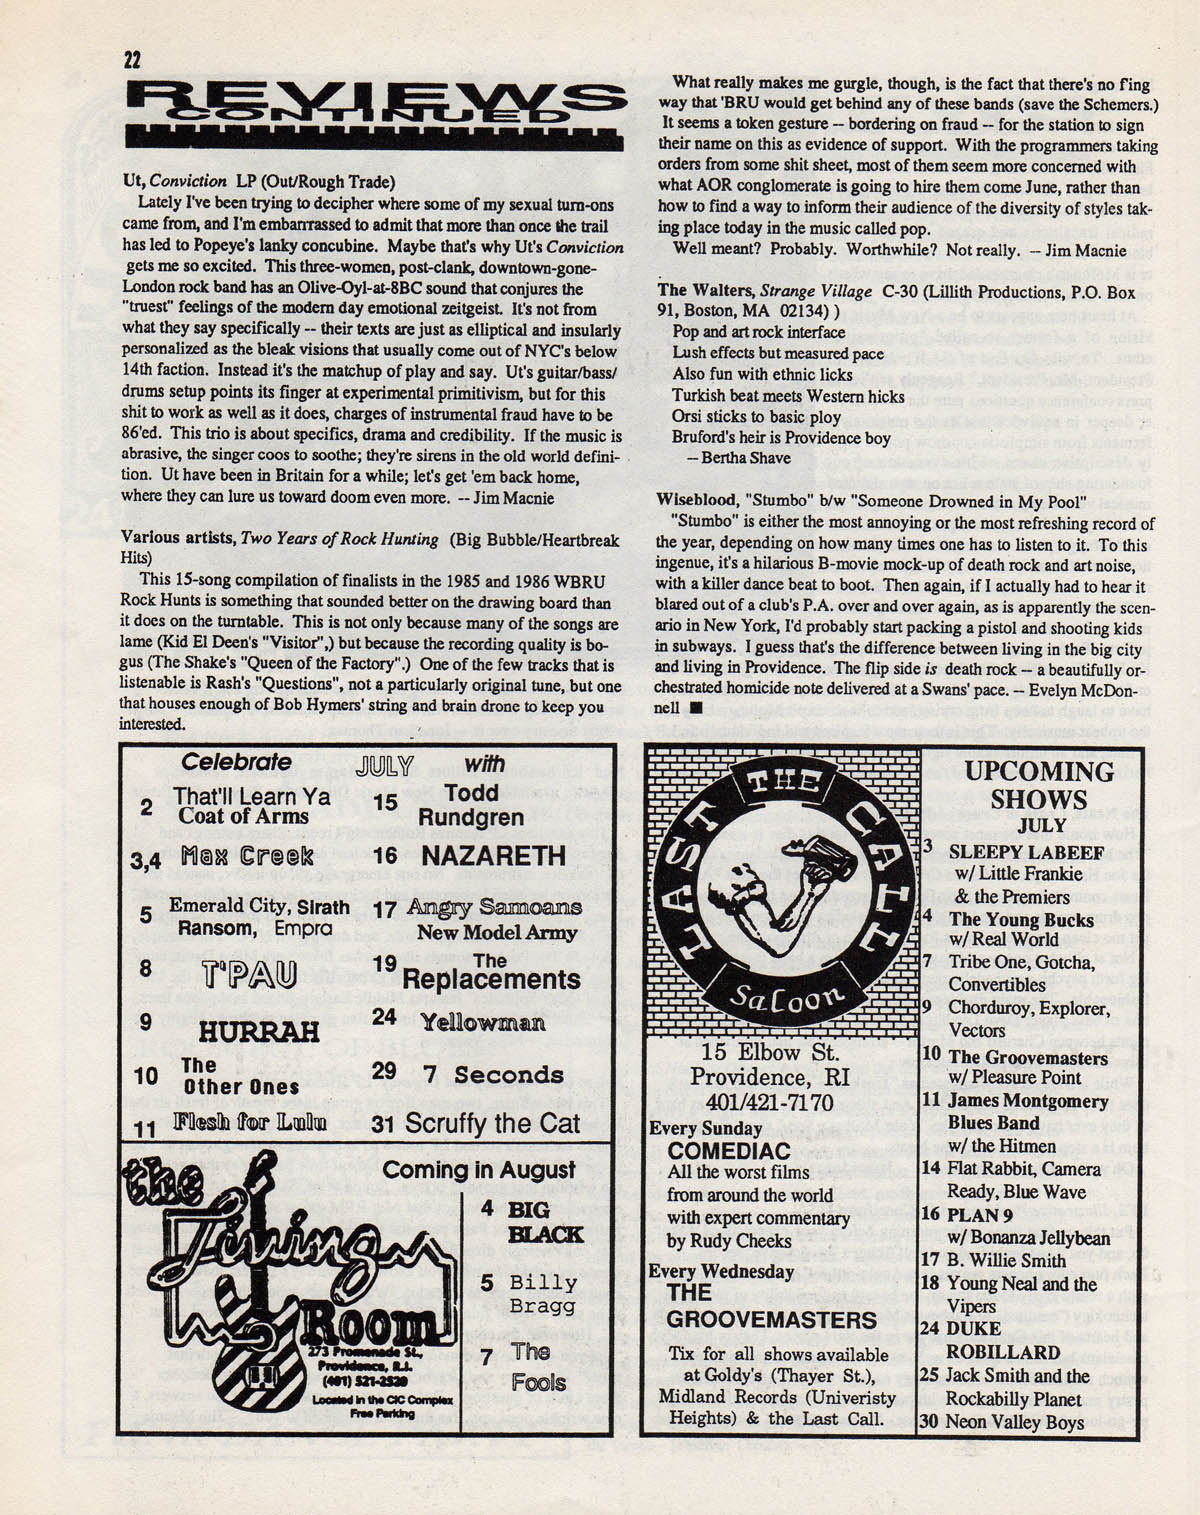 22
REVIEWS
CONTINUED
Ut, Conviction LP (Out/Rough Trade)
Lately I've been trying to decipher where some of my sexual turn-ons
came from, and I'm embarrassed to admit that more than once the trail
has led to Popeye's lanky concubine. Maybe that's why Ut's Conviction
gets me so excited. This three-women, post-clank, downtown-gone-
London rock band has an Olive-Oyl-at-8BC sound that conjures the
"truest" feelings of the modern day emotional zeitgeist. It's not from
what they say specifically -- their texts are just as elliptical and insularly
personalized as the bleak visions that usually come out of NYC's below
14th faction. Instead it's the matchup of play and say. Ut's guitar/bass/
drums setup points its finger at experimental primitivism, but for this
shit to work as well as it does, charges of instrumental fraud have to be
86'ed. This trio is about specifics, drama and credibility. If the music is
abrasive, the singer coos to soothe; they're sirens in the old world defini-
tion. Ut have been in Britain for a while; let's get 'em back home,
where they can lure us toward doom even more. -- Jim Macnie
Various artists, Two Years of Rock Hunting (Big Bubble/Heartbreak
Hits)
This 15-song compilation of finalists in the 1985 and 1986 WBRU
Rock Hunts is something that sounded better on the drawing board than
it does on the turntable. This is not only because many of the songs are
lame (Kid El Deen's "Visitor",) but because the recording quality is bo-
gus (The Shake's "Queen of the Factory".) One of the few tracks that is
listenable is Rash's "Questions", not a particularly original tune, but one
that houses enough of Bob Hymers' string and brain drone to keep you
interested.
What really makes me gurgle, though, is the fact that there's no f'ing
way that 'BRU would get behind any of these bands (save the Schemers.)
It seems a token gesture -- bordering on fraud -- for the station to sign
their name on this as evidence of support. With the programmers taking
orders from some shit sheet, most of them seem more concerned with
what AOR conglomerate is going to hire them come June, rather than
how to find a way to inform their audience of the diversity of styles tak-
ing place today in the music called pop.
Well meant? Probably. Worthwhile? Not really. -- Jim Macnie
The Walters, Strange Village C-30 (Lillith Productions, P.O. Box
91, Boston, MA 02134) )
Pop and art rock interface
Lush effects but measured pace
Also fun with ethnic licks
Turkish beat meets Western hicks
Orsi sticks to basic ploy
Bruford's heir is Providence boy
-- Bertha Shave
Wiseblood, "Stumbo" b/w "Someone Drowned in My Pool"
"Stumbo" is either the most annoying or the most refreshing record of
the year, depending on how many times one has to listen to it. To this
ingenue, it's a hilarious B-movie mock-up of death rock and art noise,
with a killer dance beat to boot. Then again, if I actually had to hear it
blared out of a club's P.A. over and over again, as is apparently the scen-
ario in New York, I'd probably start packing a pistol and shooting kids
in subways. I guess that's the difference between living in the big city
and living in Providence. The flip side is death rock -- a beautifully or-
chestrated homicide note delivered at a Swans' pace. -- Evelyn McDon-
nell ■
Celebrate JULY with
2 That'll Learn Ya
Coat of Arms
3,4 Max Creek
5 Emerald City, Sirath
Ransom, Empra
8 T'PAU
9 HURRAH
10 The
Other Ones
11 Flesh for Lulu
15 Todd
Rundgren
16 NAZARETH
17 Angry Samoans
New Model Army
19 The
Replacements
24 Yellowman
29 7 Seconds
31 Scruffy the Cat
the
Living
ROOM
273 Promenade St.,
Providence, R.I.
(401) 521-2520
Located in the CIC Complex
Free Parking
Coming in August
4 BIG
BLACK
5 Billy
Bragg
7 The
Fools
THE
LAST CALL
Saloon
15 Elbow St.
Providence, RI
401/421-7170
Every Sunday
COMEDIAC
All the worst films
from around the world
with expert commentary
by Rudy Cheeks
Every Wednesday
THE
GROOVEMASTERS
Tix for all shows available
at Goldy's (Thayer St.),
Midland Records (Univeristy
Heights) & the Last Call.
UPCOMING
SHOWS
JULY
3 SLEEPY LABEEF
w/ Little Frankie
& the Premiers
4 The Young Bucks
w/ Real World
7 Tribe One, Gotcha,
Convertibles
9 Chorduroy, Explorer,
Vectors
10 The Groovemasters
w/ Pleasure Point
11 James Montgomery
Blues Band
w/ the Hitmen
14 Flat Rabbit, Camera
Ready, Blue Wave
16 PLAN 9
w/ Bonanza Jellybean
17 B. Willie Smith
18 Young Neal and the
Vipers
24 DUKE
ROBILLARD
25 Jack Smith and the
Rockabilly Planet
30 Neon Valley Boys